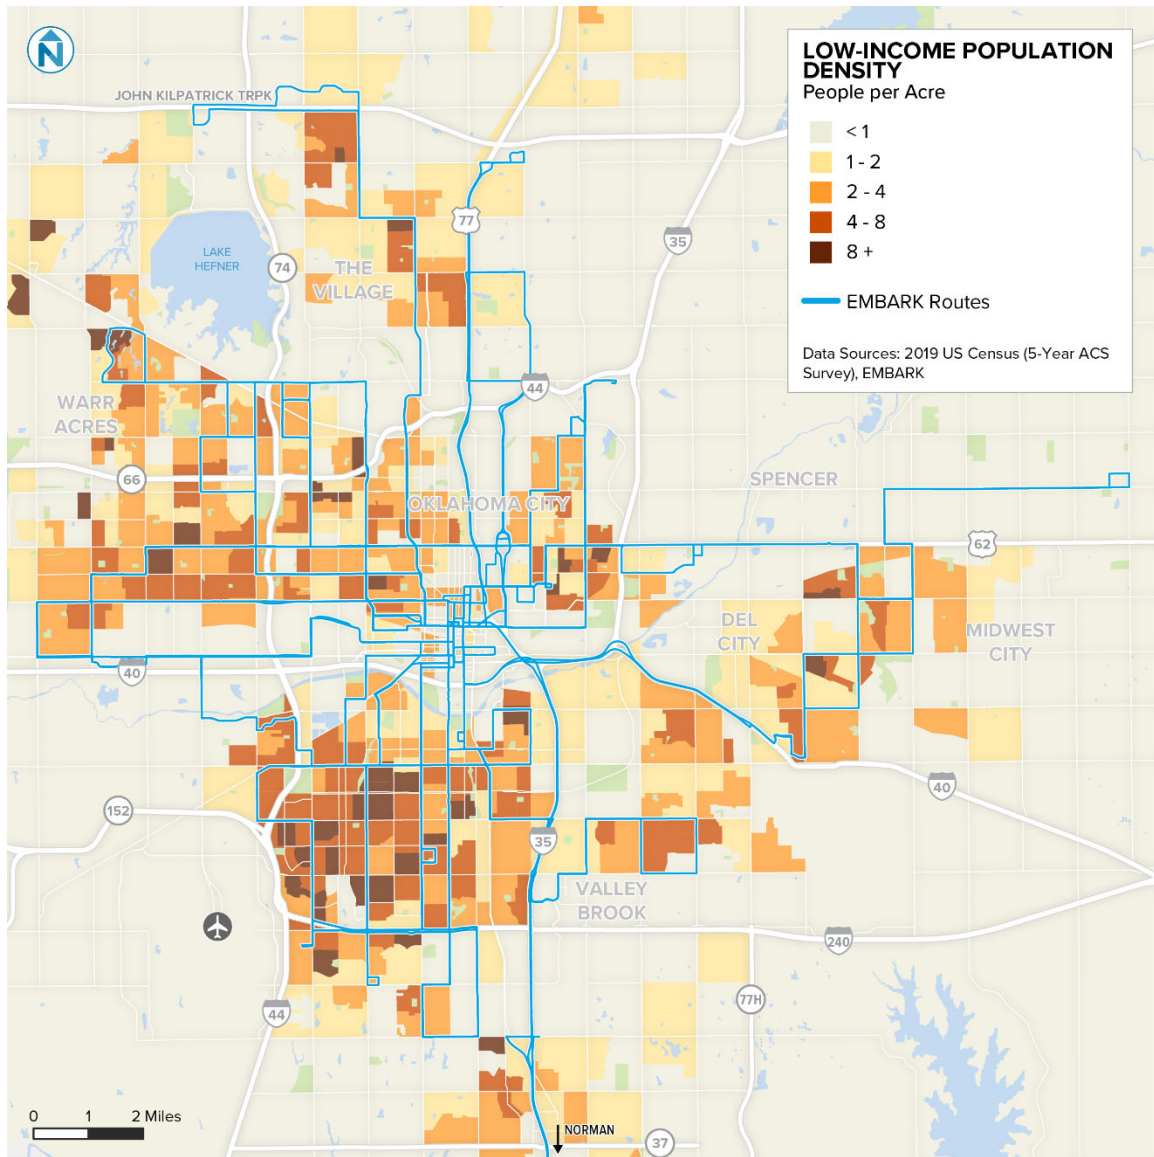 N
LOW-INCOME POPULATION
DENSITY
People per Acre
< 1
1 - 2
2 - 4
4 - 8
8 +
EMBARK Routes
Data Sources: 2019 US Census (5-Year ACS
Survey), EMBARK
JOHN KILPATRICK TRPK
77
35
LAKE
HEFNER
74
THE
VILLAGE
44
WARR
ACRES
66
SPENCER
OKLAHOMA CITY
62
DEL
CITY
MIDWEST
CITY
40
40
152
35
VALLEY
BROOK
240
77H
44
0 1 2 Miles
NORMAN
37